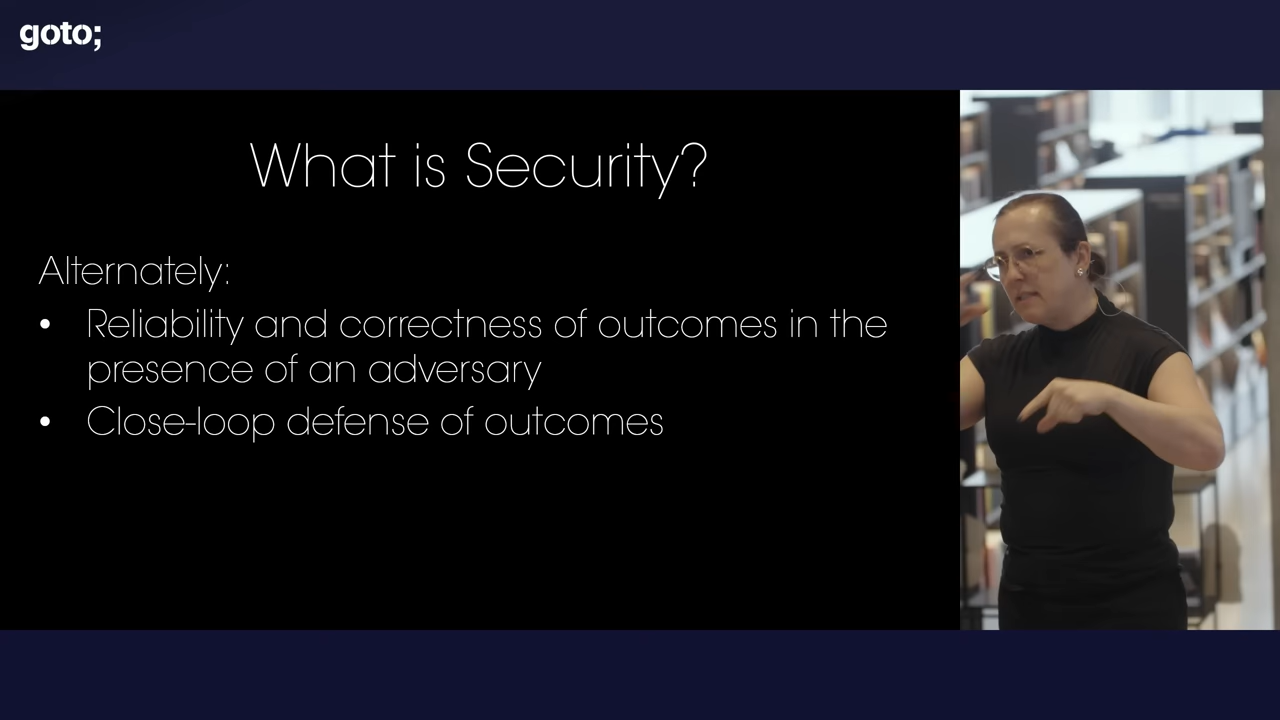 goto;
What is Security?
Alternately:
• Reliability and correctness of outcomes in the
presence of an adversary
• Close-loop defense of outcomes